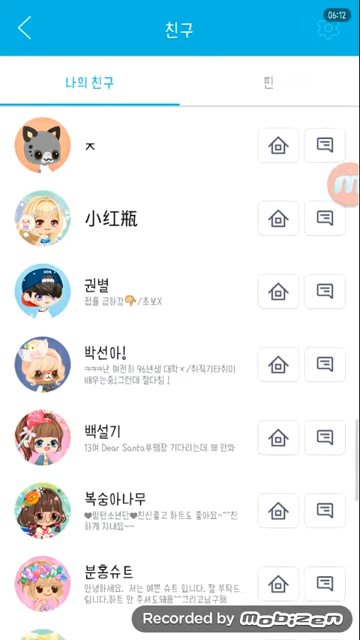 06:12
친구
나의 친구
핀
ㅈ
小红瓶
권별
접률 급하강👇/초보X
박선아!
ㅋㅋㅋ난 여전히 96년생 대학×/취직기타취미
배우는중!그런데 잘다침 !
백설기
13여 Dear Santa부캠장 기다리는데 왜 안와
복숭아나무
♥방탄소년단♥친신좋고 하트도 좋아요~^^친
하게 지내요~~
분홍슈트
안녕하세요. 저는 예쁜 슈트 입니다. 잘 부탁드
립니다.하트 만 주셔도돼용^^그리고남구해
Recorded by Mobizen